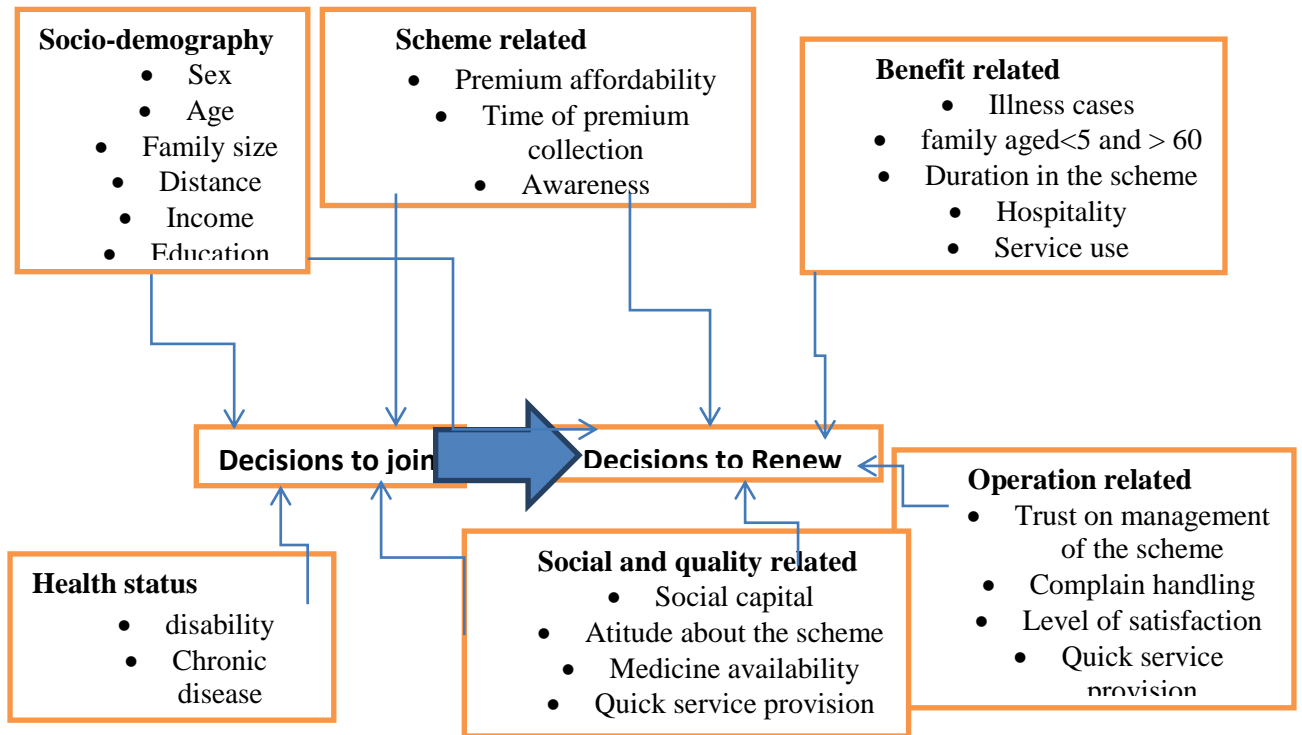 Socio-demography
• Sex
• Age
• Family size
• Distance
• Income
• Education
Scheme related
• Premium affordability
• Time of premium
collection
• Awareness
Benefit related
• Illness cases
• family aged<5 and > 60
• Duration in the scheme
• Hospitality
• Service use
Decisions to join
Decisions to Renew
Health status
• disability
• Chronic
disease
Social and quality related
• Social capital
• Atitude about the scheme
• Medicine availability
• Quick service provision
Operation related
• Trust on management
of the scheme
• Complain handling
• Level of satisfaction
• Quick service
provision